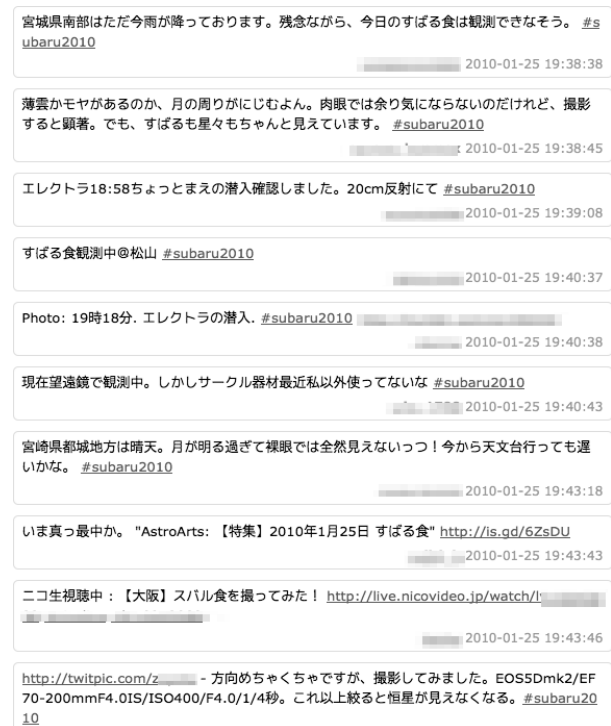 宮城県南部はただ今雨が降っております。残念ながら、今日のすばる食は観測できなそう。 #s
ubaru2010
2010-01-25 19:38:38
薄雲かモヤがあるのか、月の周りがにじむよん。肉眼では余り気にならないのだけれど、撮影
すると顕著。でも、すばるも星々もちゃんと見えています。 #subaru2010
2010-01-25 19:38:45
エレクトラ18:58ちょっとまえの潜入確認しました。20cm反射にて #subaru2010
2010-01-25 19:39:08
すばる食観測中@松山 #subaru2010
2010-01-25 19:40:37
Photo: 19時18分. エレクトラの潜入. #subaru2010
2010-01-25 19:40:38
現在望遠鏡で観測中。しかしサークル器材最近私以外使ってないな #subaru2010
2010-01-25 19:40:43
宮崎県都城地方は晴天。月が明る過ぎて裸眼では全然見えないっつ！今から天文台行っても遅
いかな。 #subaru2010
2010-01-25 19:43:18
いま真っ最中か。 "AstroArts: 【特集】2010年1月25日 すばる食" http://is.gd/6ZsDU
2010-01-25 19:43:43
ニコ生視聴中 : 【大阪】スバル食を撮ってみた！ http://live.nicovideo.jp/watch/l
2010-01-25 19:43:46
http://twitpic.com/z - 方向めちゃくちゃですが、撮影してみました。EOS5Dmk2/EF
70-200mmF4.0IS/ISO400/F4.0/1/4秒。これ以上絞ると恒星が見えなくなる。#subaru20
10